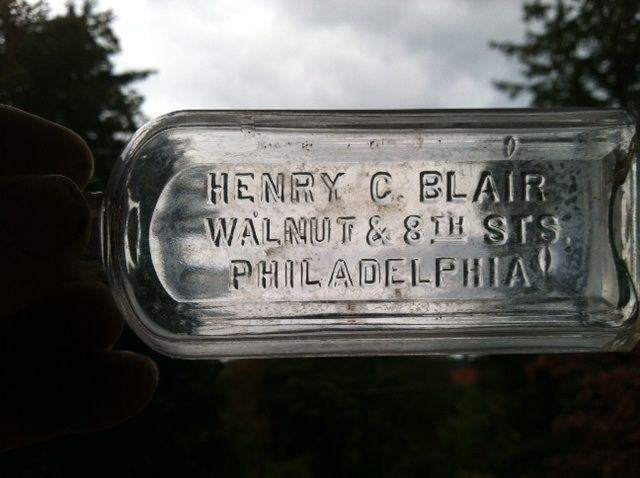 HENRY C. BLAIR
WALNUT & 8TH STS.
PHILADELPHIA